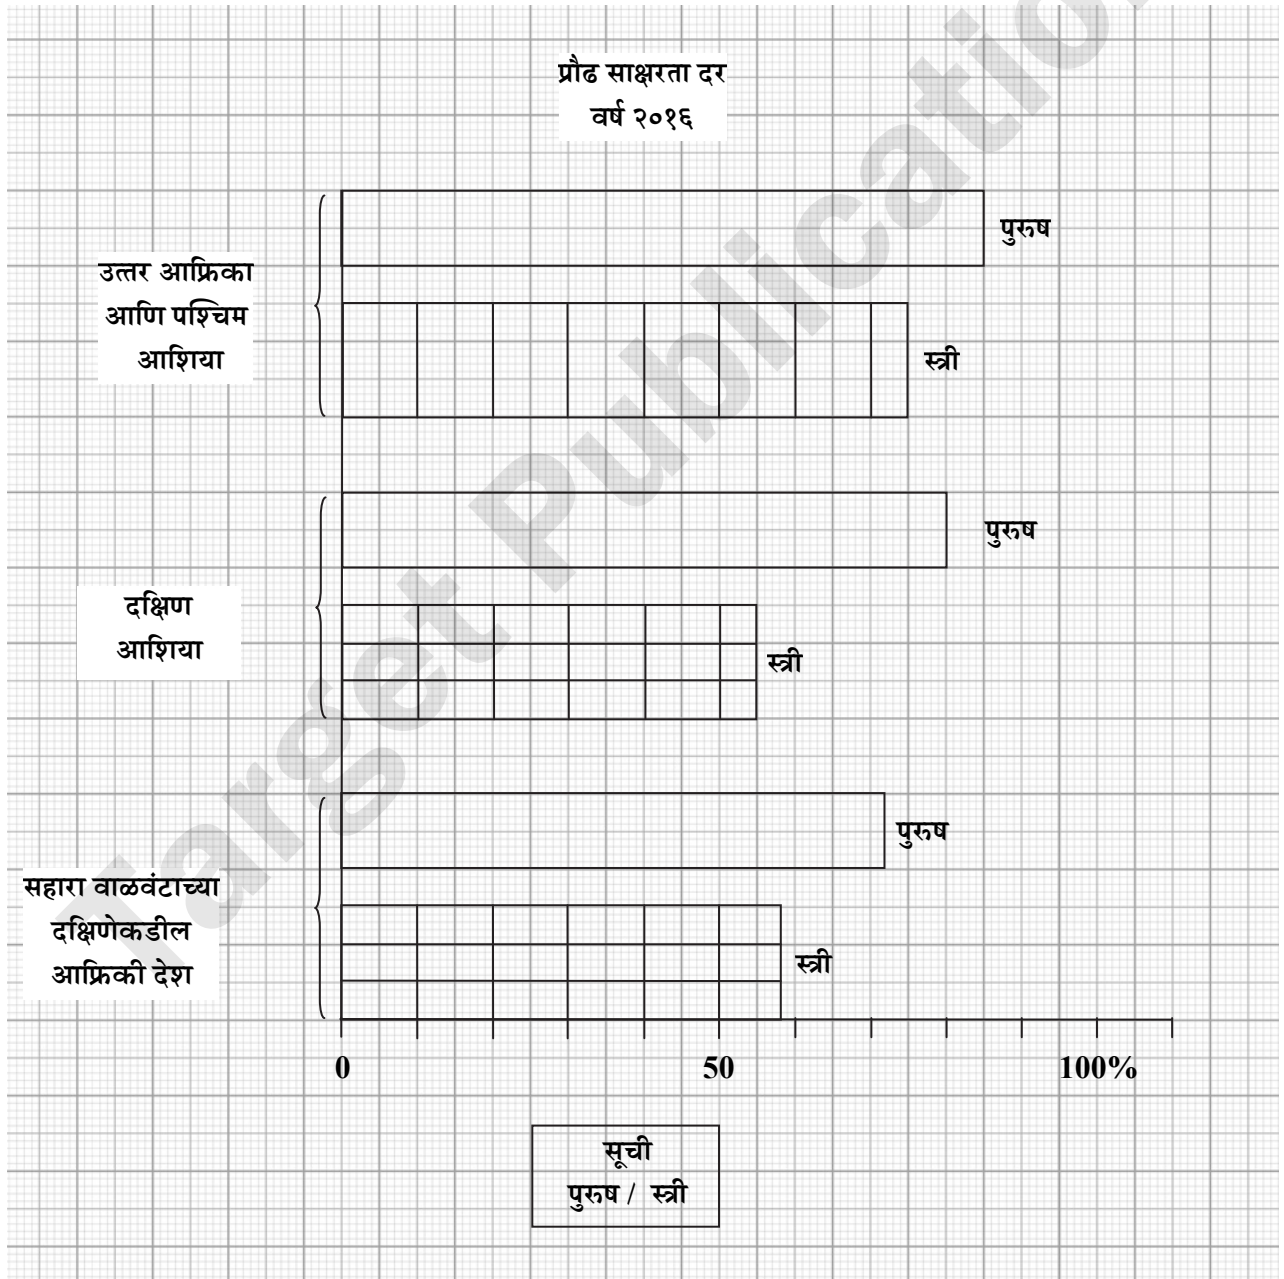 प्रौढ साक्षरता दर
वर्ष २०१६
पुरूष
उत्तर आफ्रिका
आणि पश्चिम
आशिया
स्त्री
पुरूष
दक्षिण
आशिया
स्त्री
पुरूष
सहारा वाळवंटाच्या
दक्षिणेकडील
आफ्रिकी देश
स्त्री
0 50 100%
सूची
पुरूष / स्त्री
Target Publication